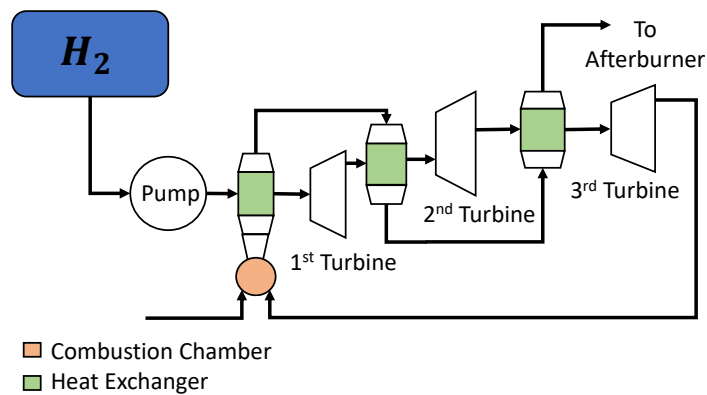 H₂
To
Afterburner
Pump
1st Turbine
2nd Turbine
3rd Turbine
Combustion Chamber
Heat Exchanger